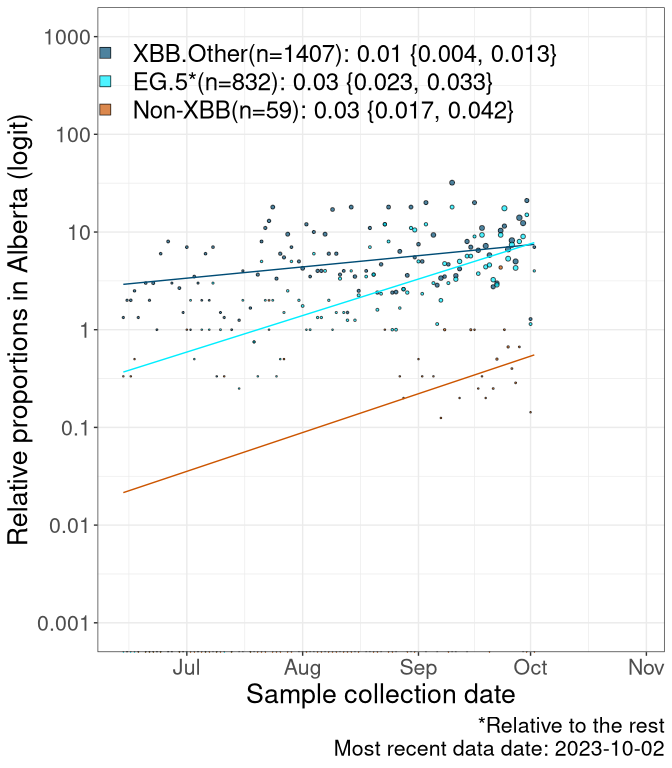 XBB.Other(n=1407): 0.01 {0.004, 0.013}
EG.5*(n=832): 0.03 {0.023, 0.033}
Non-XBB(n=59): 0.03 {0.017, 0.042}
Relative proportions in Alberta (logit)
1000
100
10
1
0.1
0.01
0.001
Jul Aug Sep Oct Nov
Sample collection date
*Relative to the rest
Most recent data date: 2023-10-02